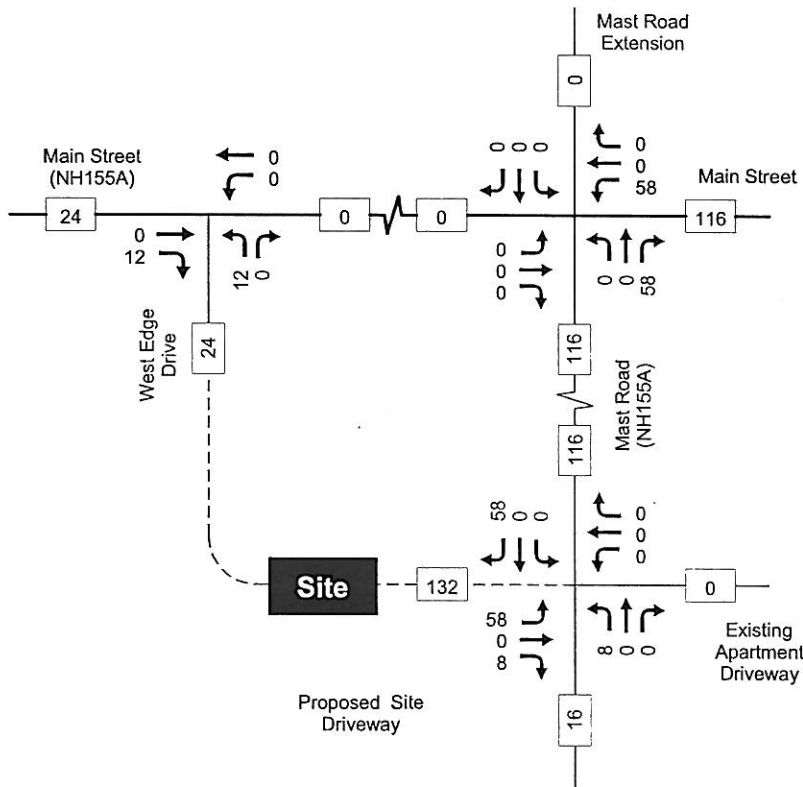 Mast Road
Extension
0
Main Street
(NH155A)
0
0
0 0 0
0
0
58
Main Street
24
0
0
116
0
12
12 0
0
0
0
0 0 58
West Edge
Drive
24
116
Mast Road
(NH155A)
116
58 0 0
0
0
0
Site
132
0
58
0
8
8 0 0
Existing
Apartment
Driveway
Proposed Site
Driveway
16